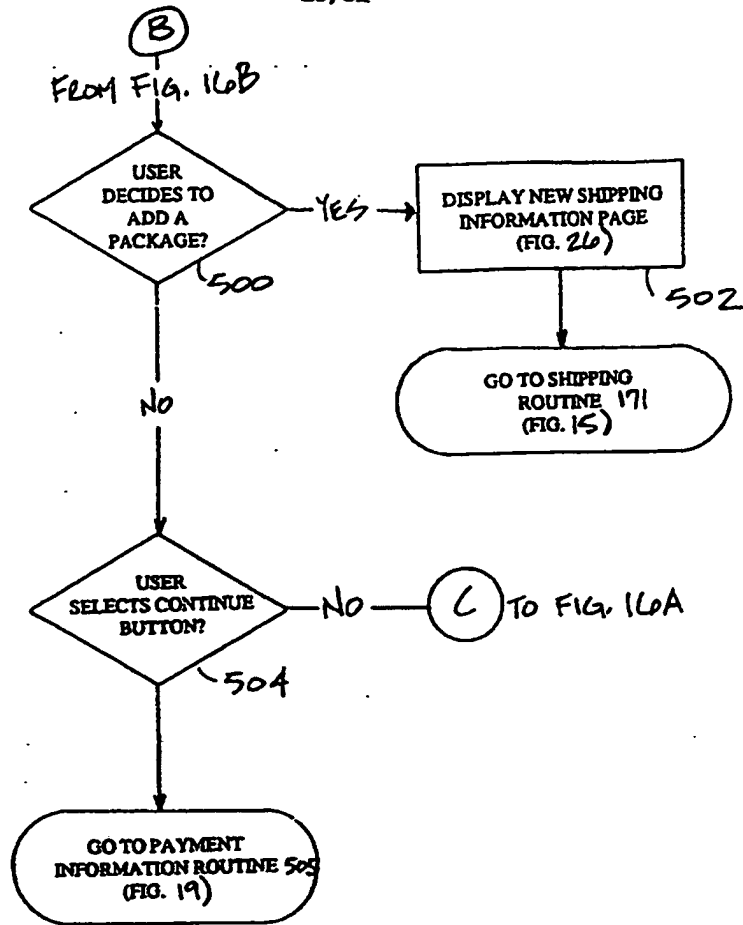 B
FROM FIG. 16B
USER
DECIDES TO
ADD A
PACKAGE?
500
YES
DISPLAY NEW SHIPPING
INFORMATION PAGE
(FIG. 26)
502
GO TO SHIPPING
ROUTINE 171
(FIG. 15)
NO
USER
SELECTS CONTINUE
BUTTON?
504
NO
C
TO FIG. 16A
GO TO PAYMENT
INFORMATION ROUTINE 505
(FIG. 19)